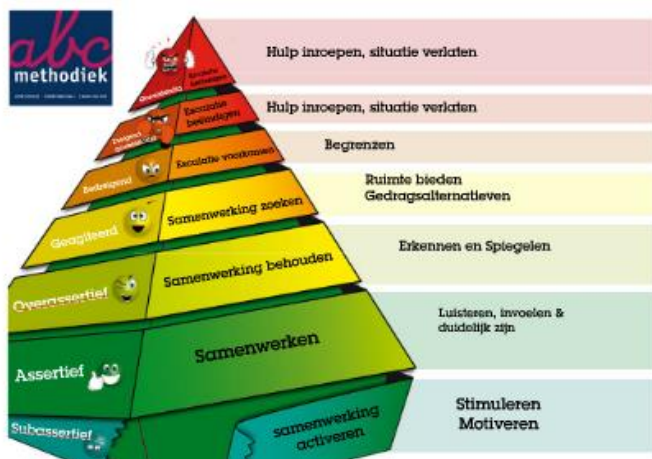 abc
methodiek
Hulp inroepen, situatie verlaten
Escalatie
beëindigen
Hulp inroepen, situatie verlaten
Bedreigend
Escalatie voorkomen
Begrenzen
Geagiteerd
Samenwerking zoeken
Ruimte bieden
Gedragsalternatieven
Overassertief
Samenwerking behouden
Erkennen en Spiegelen
Assertief
Samenwerken
Luisteren, invoelen &
duidelijk zijn
Subassertief
samenwerking
activeren
Stimuleren
Motiveren